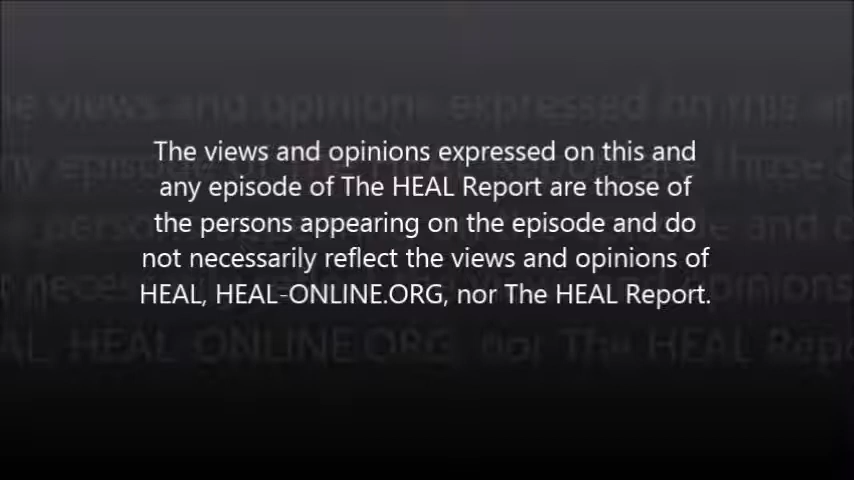 The views and opinions expressed on this and
any episode of The HEAL Report are those of
the persons appearing on the episode and do
not necessarily reflect the views and opinions of
HEAL, HEAL-ONLINE.ORG, nor The HEAL Report.